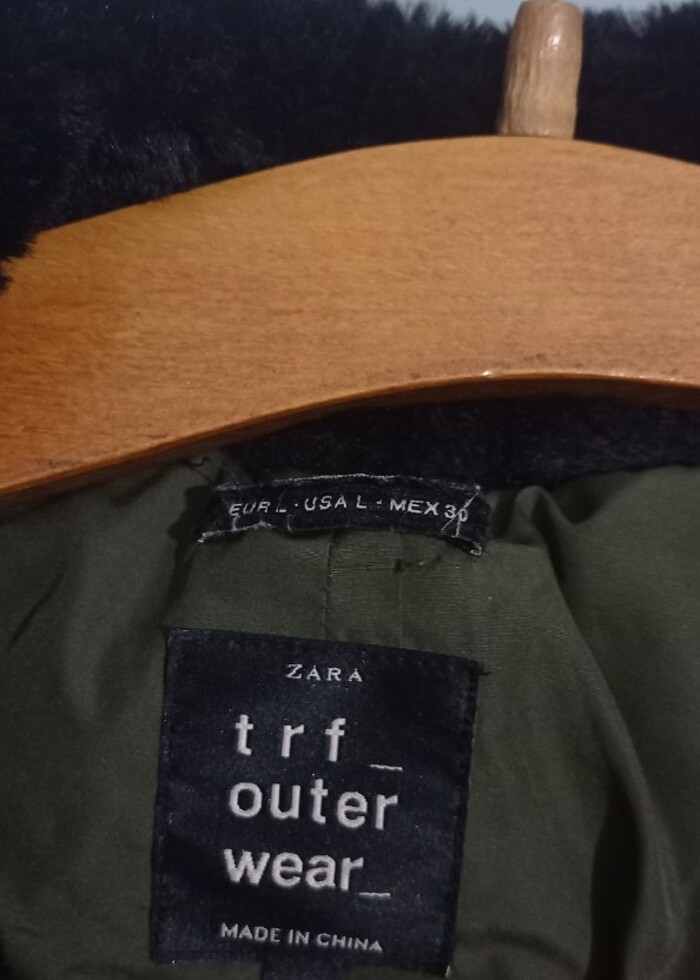 EUR L · USA L · MEX 30
ZARA
trf_
outer
wear_
MADE IN CHINA